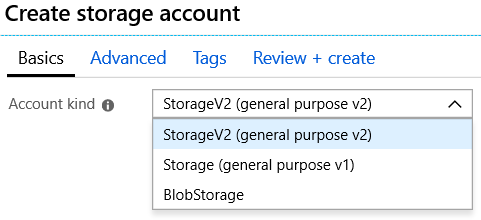 Create storage account
Basics Advanced Tags Review + create
Account kind StorageV2 (general purpose v2)
StorageV2 (general purpose v2)
Storage (general purpose v1)
BlobStorage